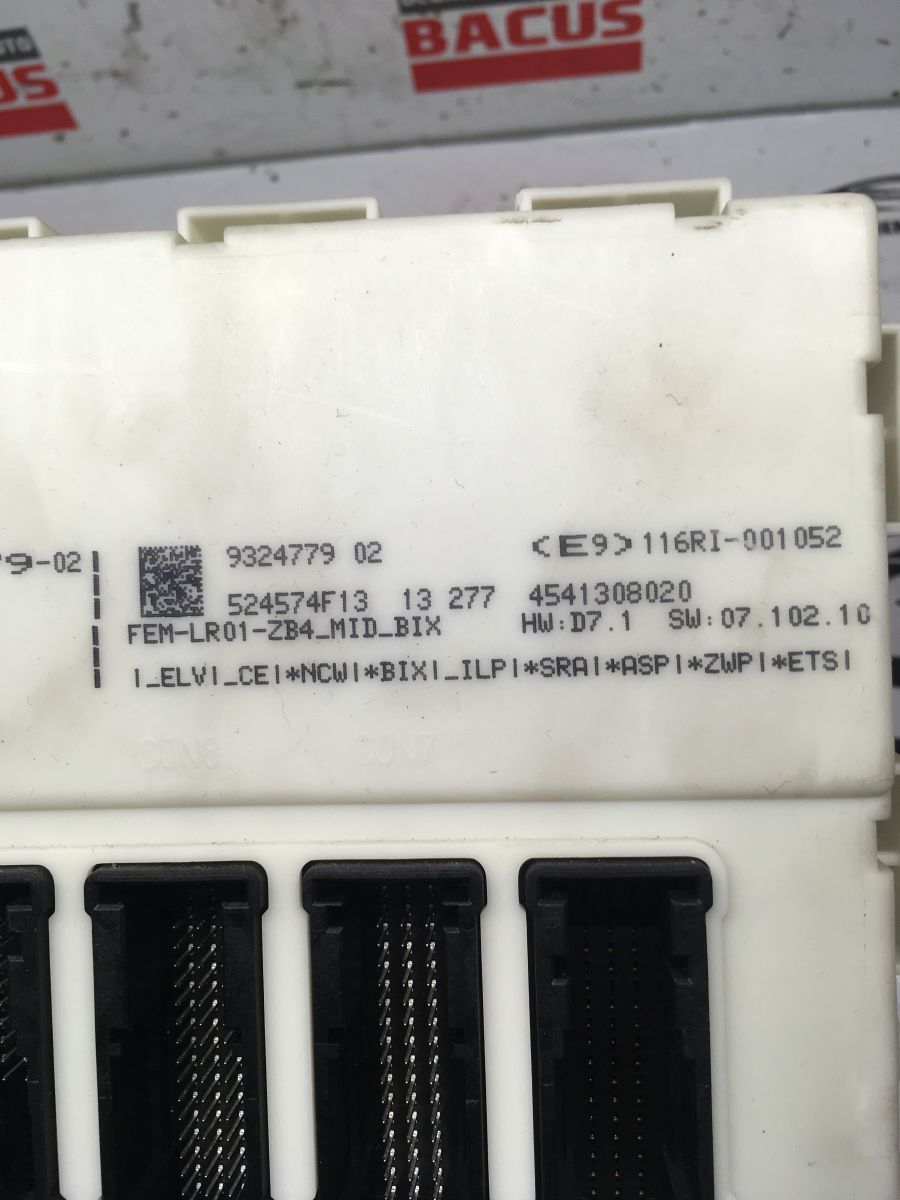 BACUS
9-02
9324779 02
<E9>116RI-001052
524574F13 13 277 4541308020
FEM-LR01-ZB4_MID_BIX HW:D7.1 SW:07.102.10
|_ELV|_CE|*NCW|*BIX|_ILP|*SRA|*ASP|*ZWP|*ETS|
CON8 CON7